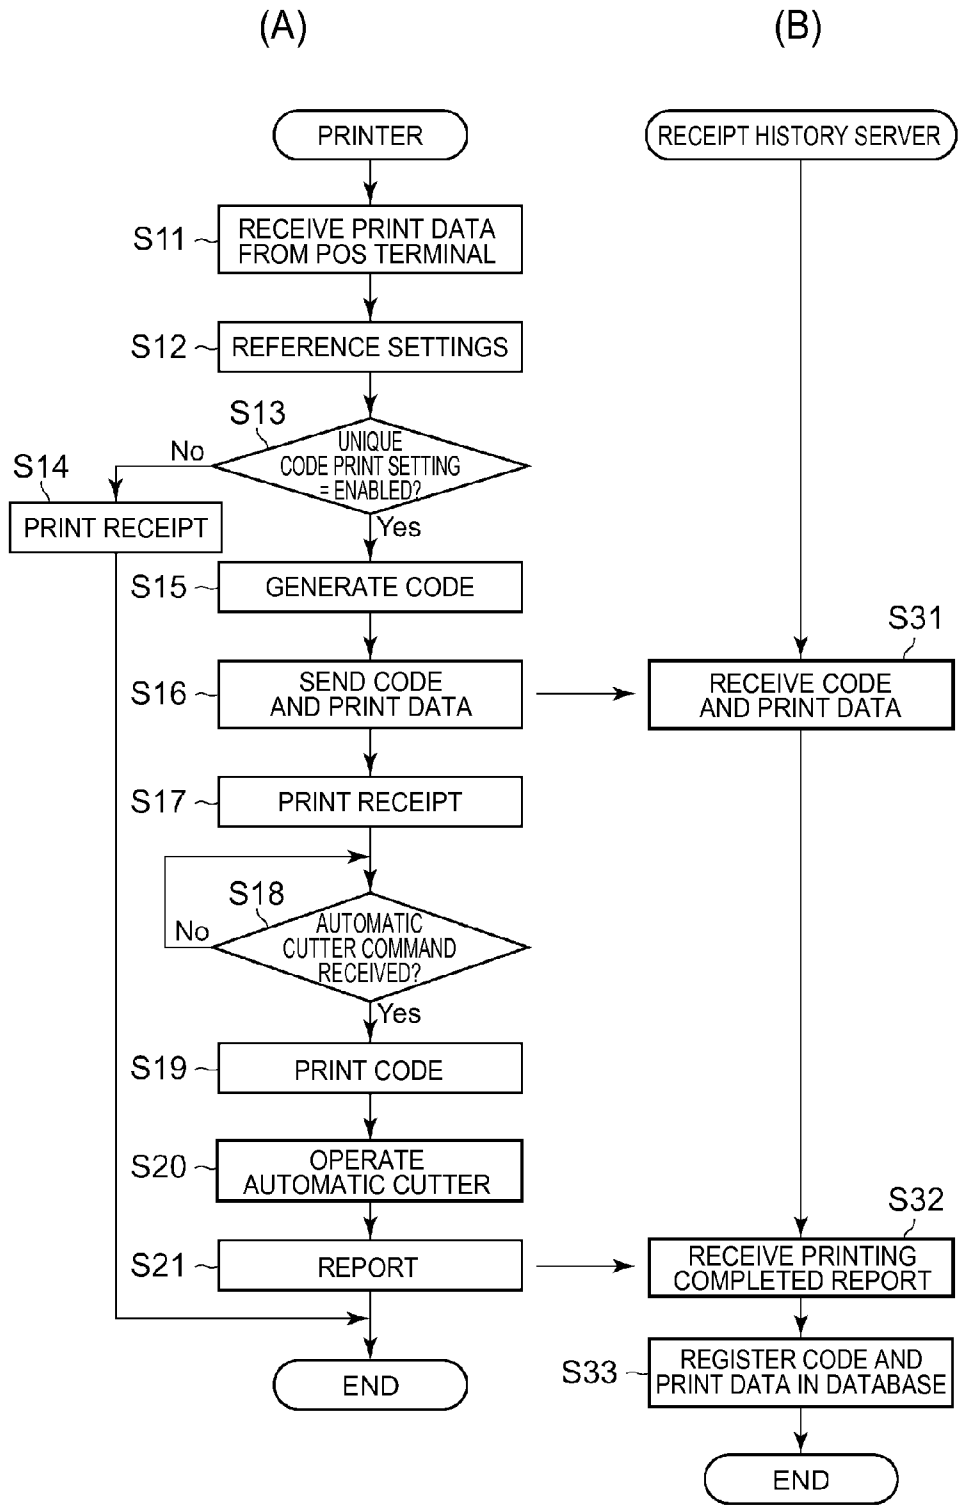 (A)
(B)
PRINTER
RECEIPT HISTORY SERVER
S11
RECEIVE PRINT DATA
FROM POS TERMINAL
S12
REFERENCE SETTINGS
S13
UNIQUE
CODE PRINT SETTING
= ENABLED?
No
Yes
S14
PRINT RECEIPT
S15
GENERATE CODE
S16
SEND CODE
AND PRINT DATA
S31
RECEIVE CODE
AND PRINT DATA
S17
PRINT RECEIPT
S18
AUTOMATIC
CUTTER COMMAND
RECEIVED?
No
Yes
S19
PRINT CODE
S20
OPERATE
AUTOMATIC CUTTER
S21
REPORT
S32
RECEIVE PRINTING
COMPLETED REPORT
S33
REGISTER CODE AND
PRINT DATA IN DATABASE
END
END